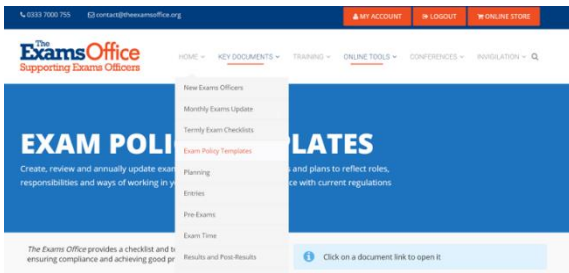 0333 7000 755 contact@theexamsoffice.org MY ACCOUNT LOGOUT ONLINE STORE
The
ExamsOffice
Supporting Exams Officers
HOME KEY DOCUMENTS TRAINING ONLINE TOOLS CONFERENCES INVIGILATION
New Exams Officers
Monthly Exams Update
Termly Exam Checklists
Exam Policy Templates
Planning
Entries
Pre-Exams
Exam Time
Results and Post-Results
EXAM POLI LATES
Create, review and annually update exam s and plans to reflect roles,
responsibilities and ways of working in y ce with current regulations
The Exams Office provides a checklist and te
ensuring compliance and achieving good pr
Click on a document link to open it